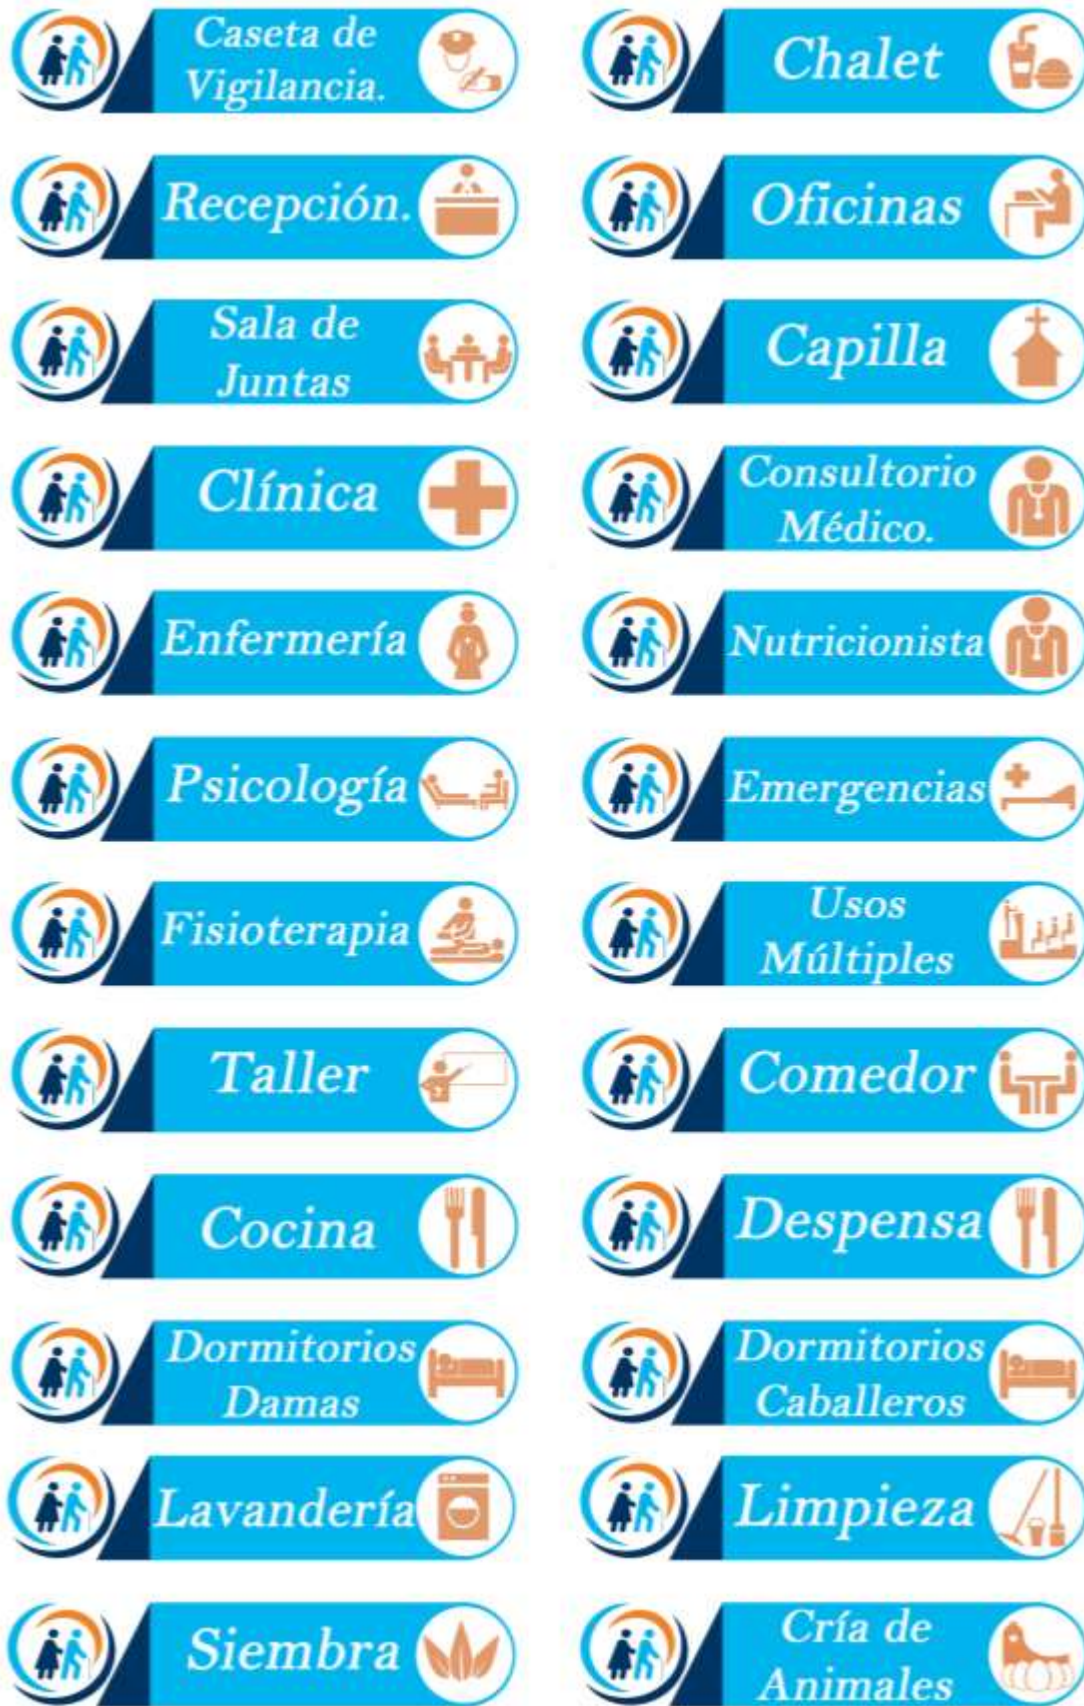 Caseta de
Vigilancia.
Chalet
Recepción.
Oficinas
Sala de
Juntas
Capilla
Clínica
Consultorio
Médico.
Enfermería
Nutricionista
Psicología
Emergencias
Fisioterapia
Usos
Múltiples
Taller
Comedor
Cocina
Despensa
Dormitorios
Damas
Dormitorios
Caballeros
Lavandería
Limpieza
Siembra
Cría de
Animales